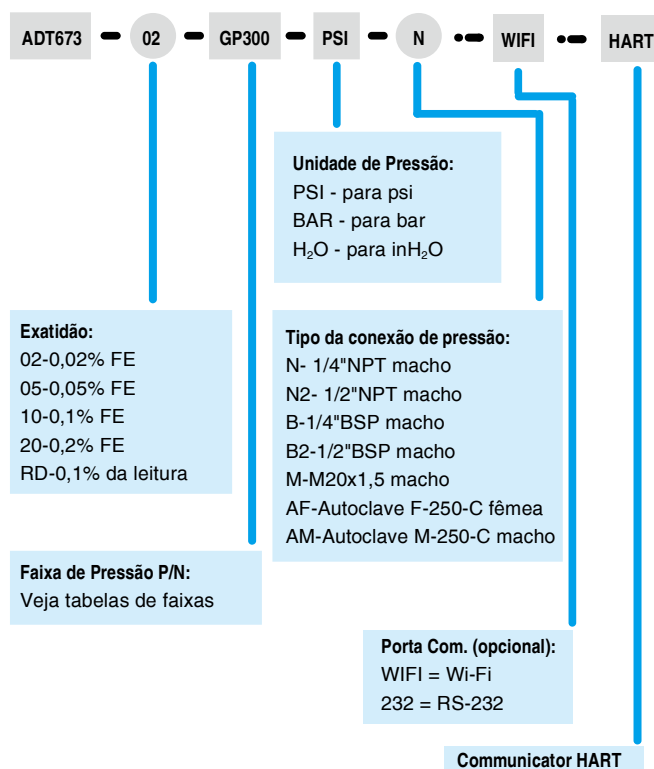 ADT673 02 GP300 PSI N WIFI HART
Unidade de Pressão:
PSI - para psi
BAR - para bar
H₂O - para inH₂O
Exatidão:
02-0,02% FE
05-0,05% FE
10-0,1% FE
20-0,2% FE
RD-0,1% da leitura
Tipo da conexão de pressão:
N- 1/4"NPT macho
N2- 1/2"NPT macho
B-1/4"BSP macho
B2-1/2"BSP macho
M-M20x1,5 macho
AF-Autoclave F-250-C fêmea
AM-Autoclave M-250-C macho
Faixa de Pressão P/N:
Veja tabelas de faixas
Porta Com. (opcional):
WIFI = Wi-Fi
232 = RS-232
Communicator HART